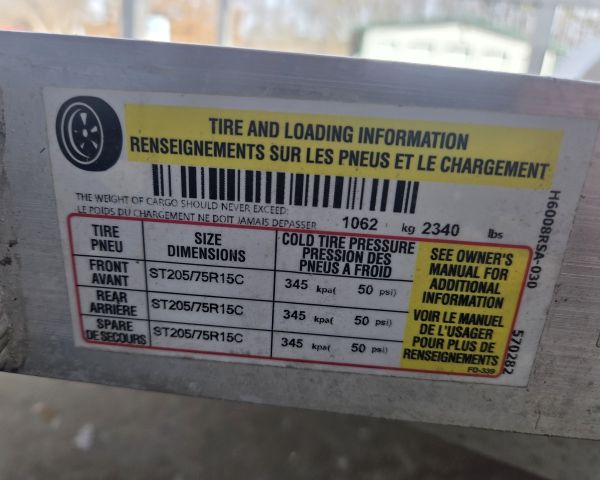 TIRE AND LOADING INFORMATION
RENSEIGNEMENTS SUR LES PNEUS ET LE CHARGEMENT
THE WEIGHT OF CARGO SHOULD NEVER EXCEED:
LE POIDS DU CHARGEMENT NE DOIT JAMAIS DEPASSER 1062 kg 2340 lbs
TIRE
PNEU
SIZE
DIMENSIONS
COLD TIRE PRESSURE
PRESSION DES
PNEUS A FROID
FRONT
AVANT
ST205/75R15C
345 kpa( 50 psi)
REAR
ARRIÈRE
ST205/75R15C
345 kpa( 50 psi)
SPARE
DE SECOURS
ST205/75R15C
345 kpa( 50 psi)
SEE OWNER'S
MANUAL FOR
ADDITIONAL
INFORMATION
VOIR LE MANUEL
DE L'USAGER
POUR PLUS DE
RENSEIGNEMENTS
FO-339
H6008RSA-030
570282